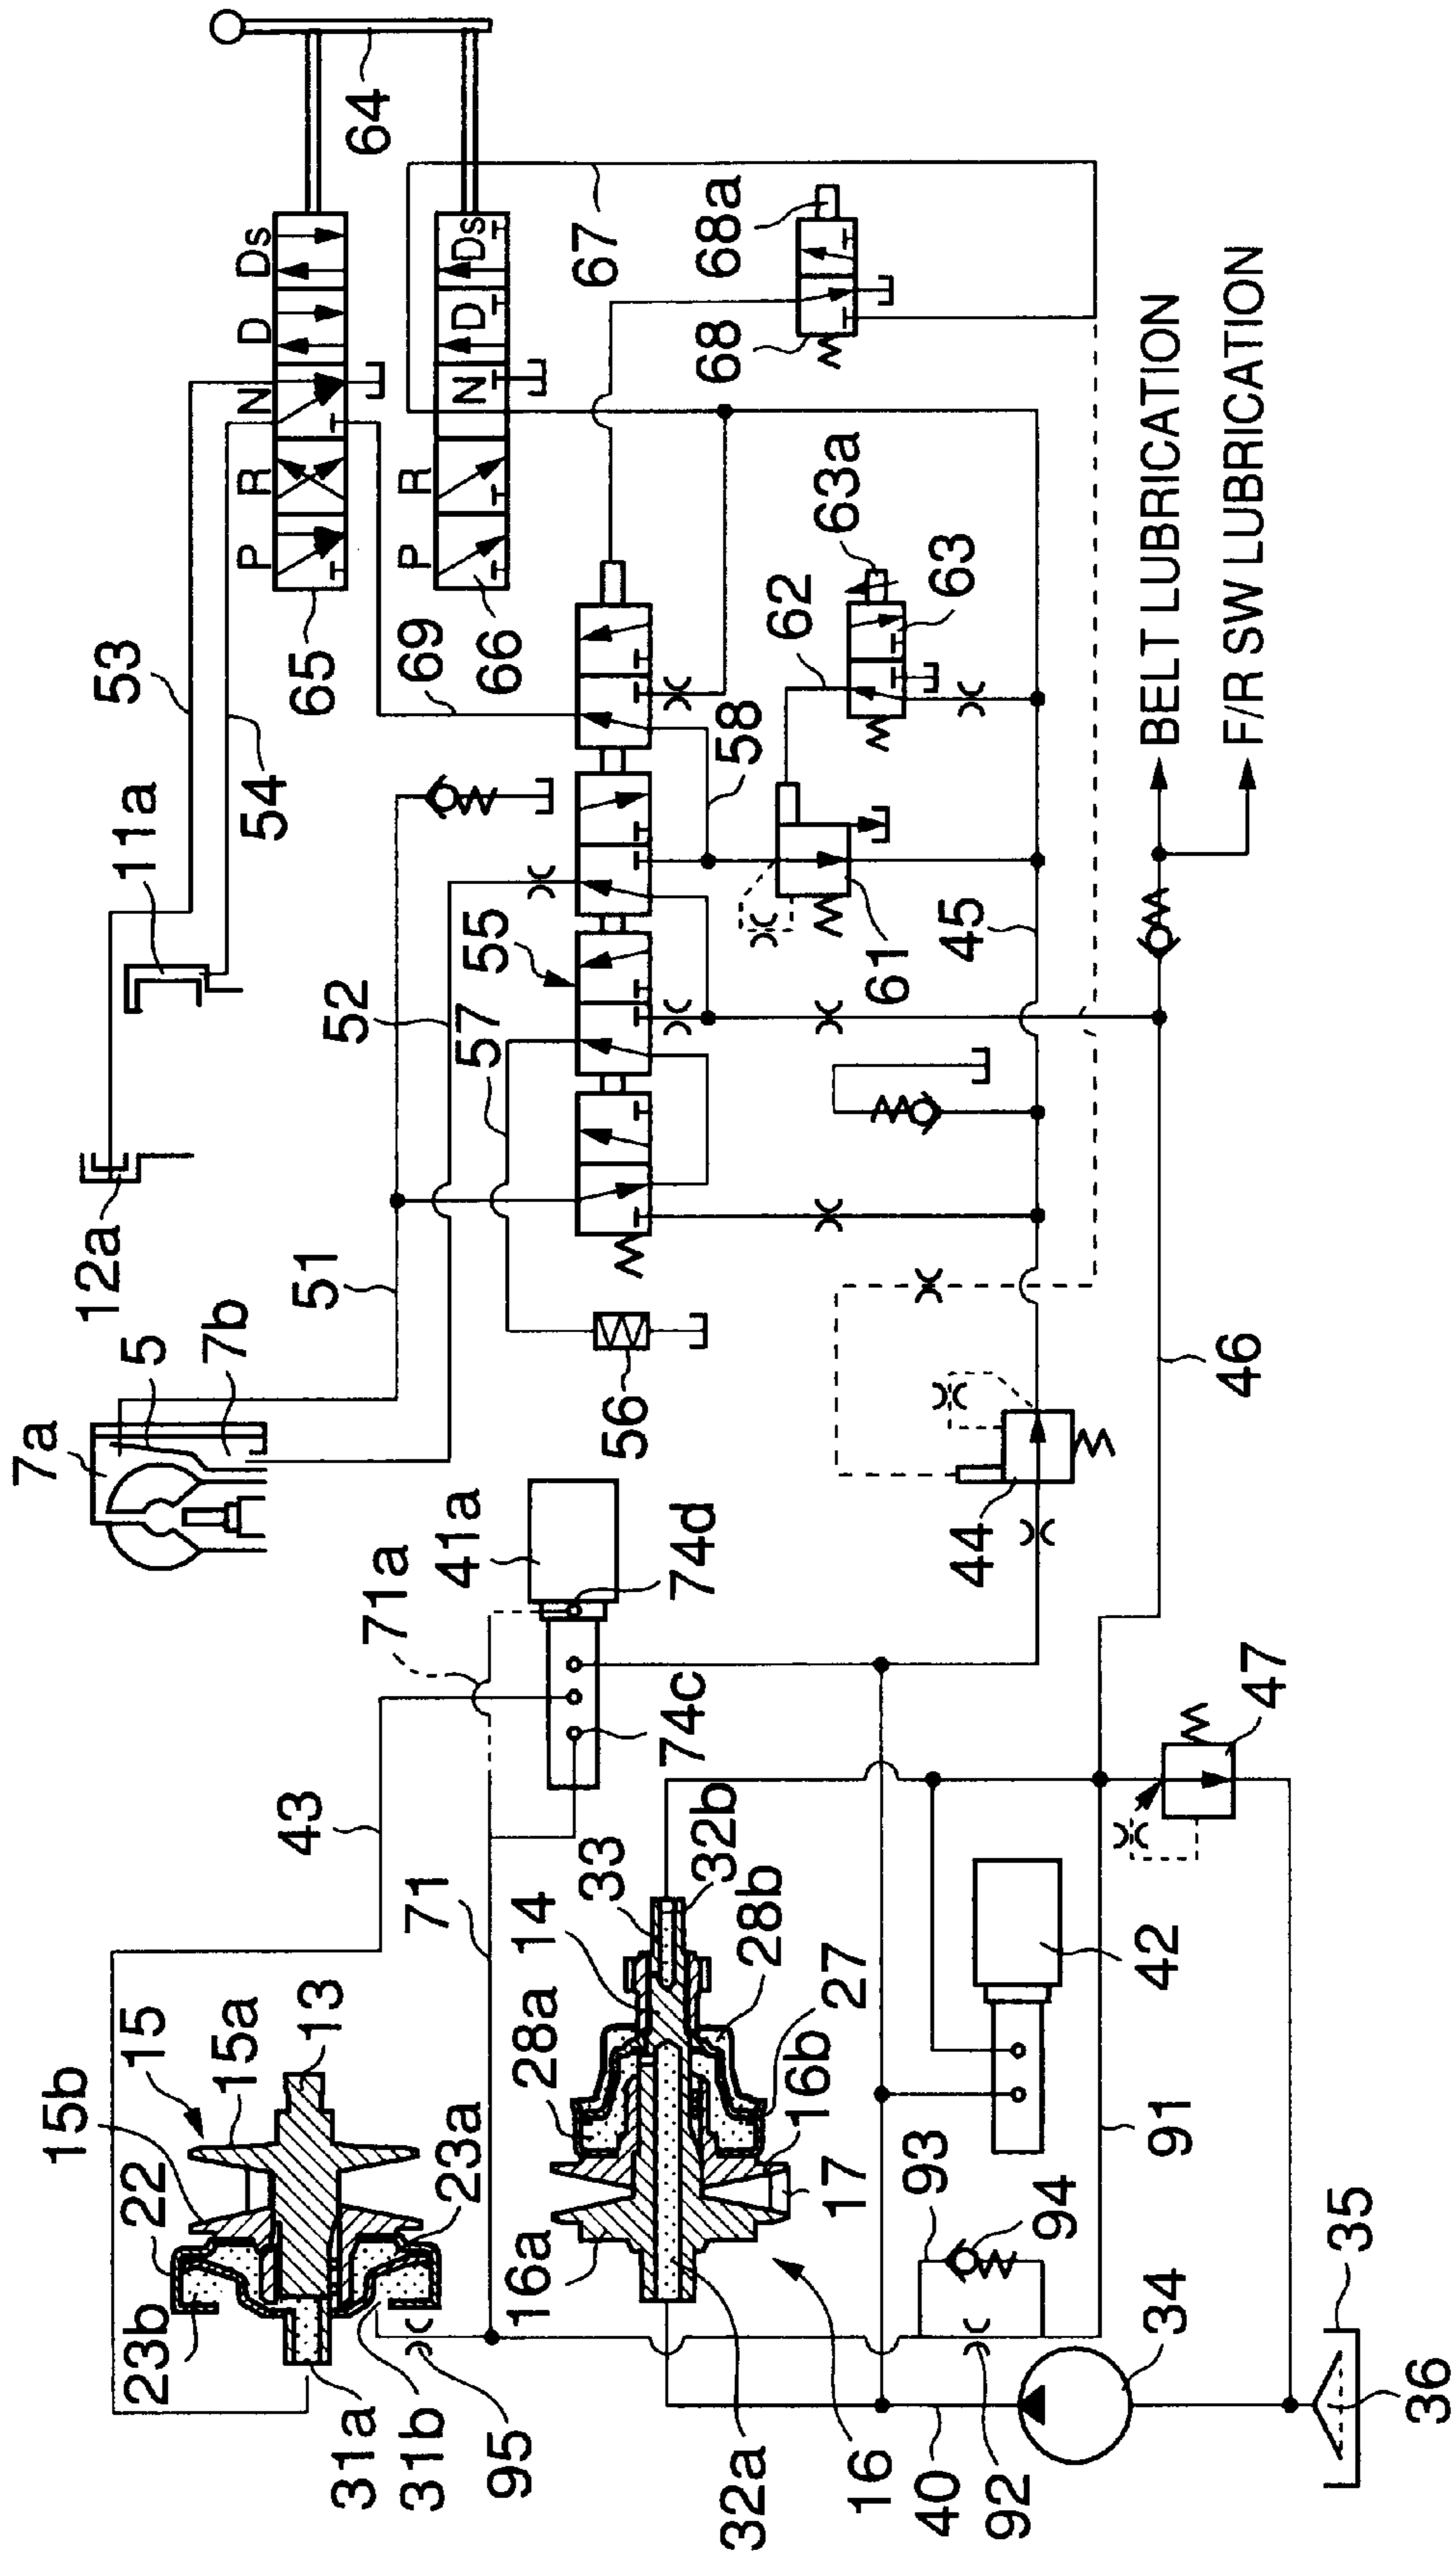 64
Ds
D
N
R
P
Ds
D
N
R
P
67
68a
68
65
66
69
53
54
11a
12a
63a
63
62
58
61
45
55
57
52
51
56
7a
5
7b
BELT LUBRICATION
F/R SW LUBRICATION
46
44
41a
74d
74c
71a
43
71
47
33
32b
14
28b
28a
27
16b
17
16a
16
32a
42
91
93
94
92
40
34
35
36
15b
15
15a
13
22
23a
23b
31a
31b
95